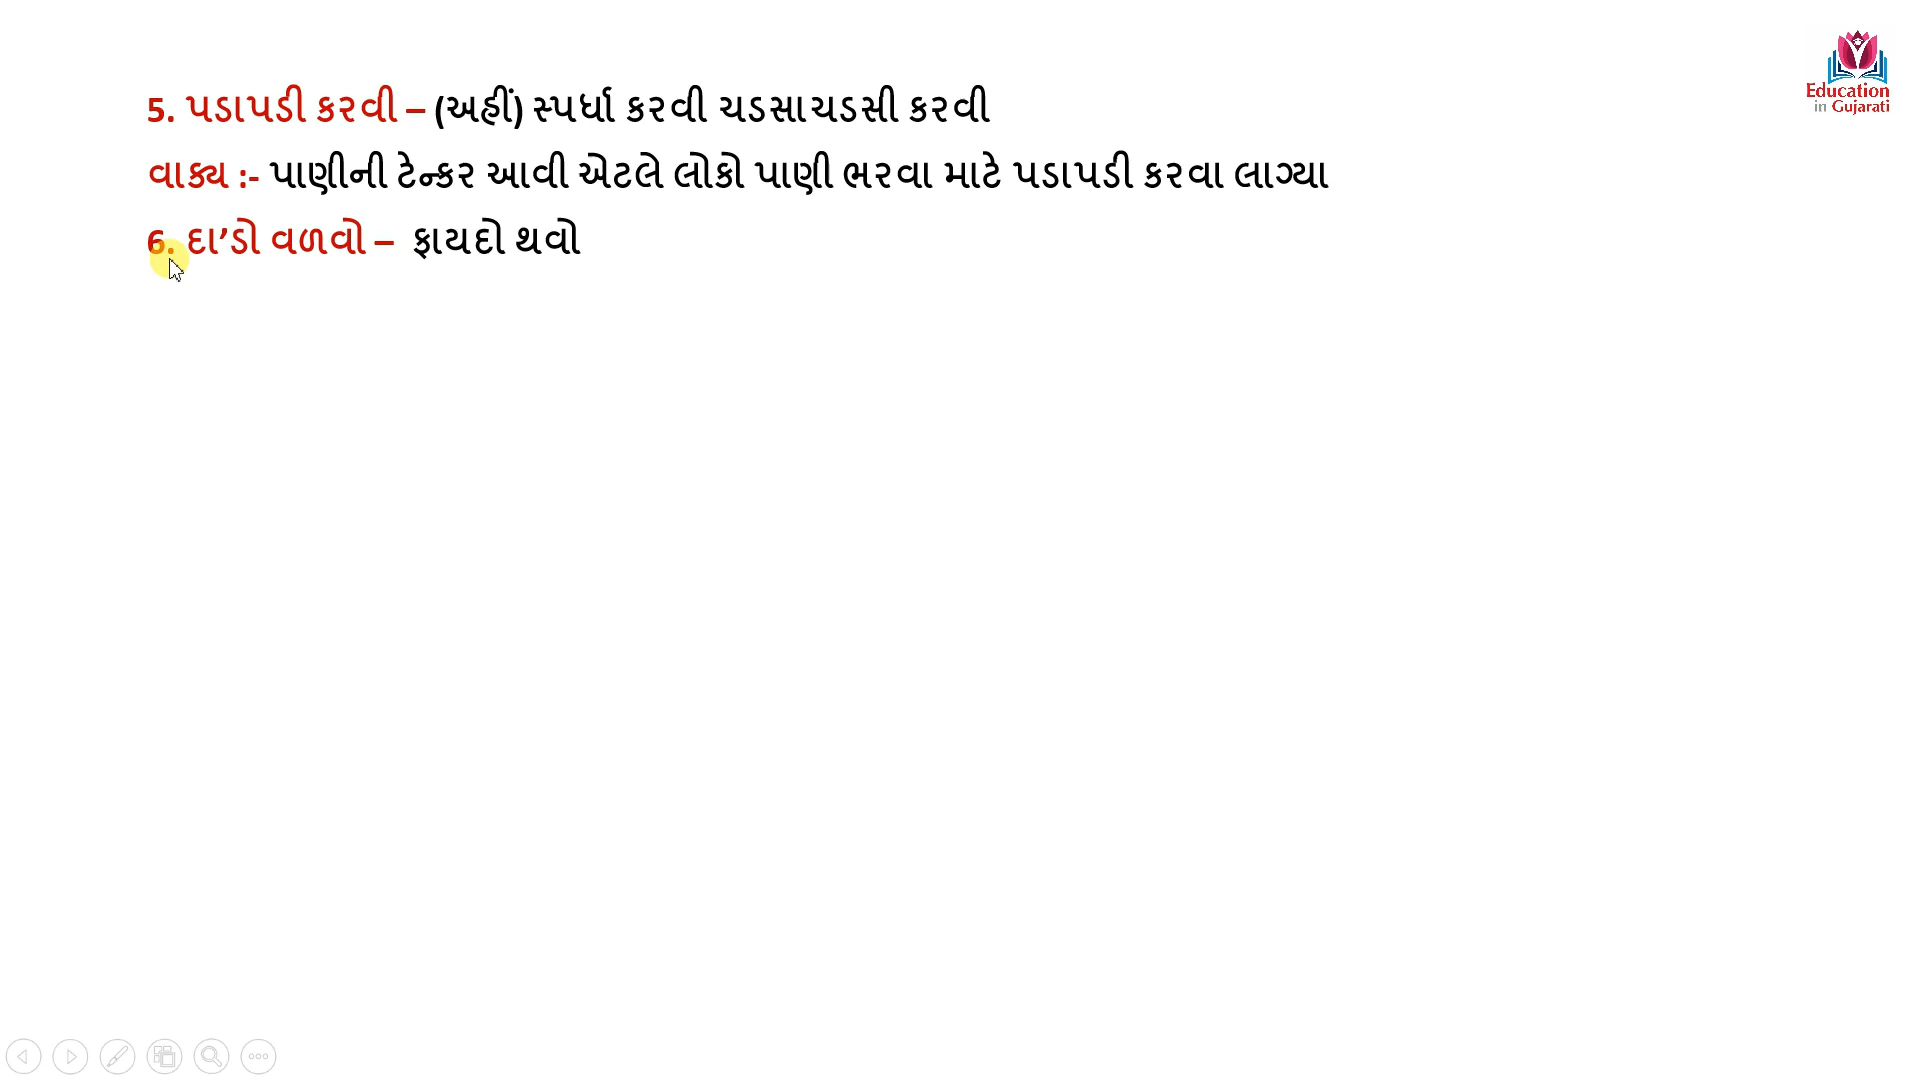 Education
in Gujarati
5. પડાપડી કરવી – (અહીં) સ્પર્ધા કરવી ચડસાચડસી કરવી
વાક્ય :- પાણીની ટેન્કર આવી એટલે લોકો પાણી ભરવા માટે પડાપડી કરવા લાગ્યા
6. દા’ડો વળવો – ફાયદો થવો